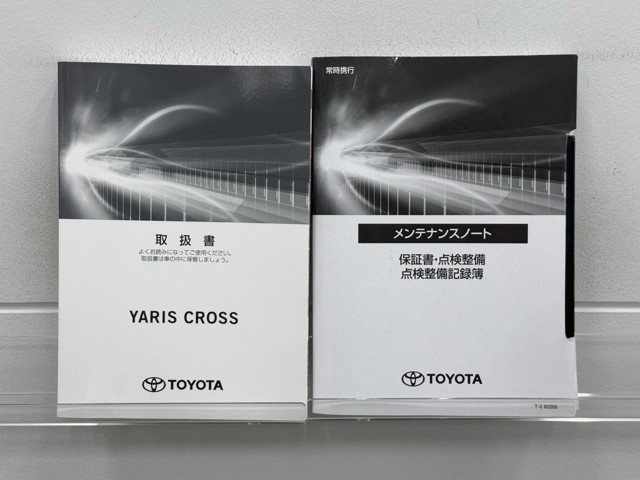 取扱書
よくお読みになってご使用ください。
取扱書は車の中に保管しましょう。
YARIS CROSS
TOYOTA
常時携行
メンテナンスノート
保証書・点検整備
点検整備記録簿
TOYOTA